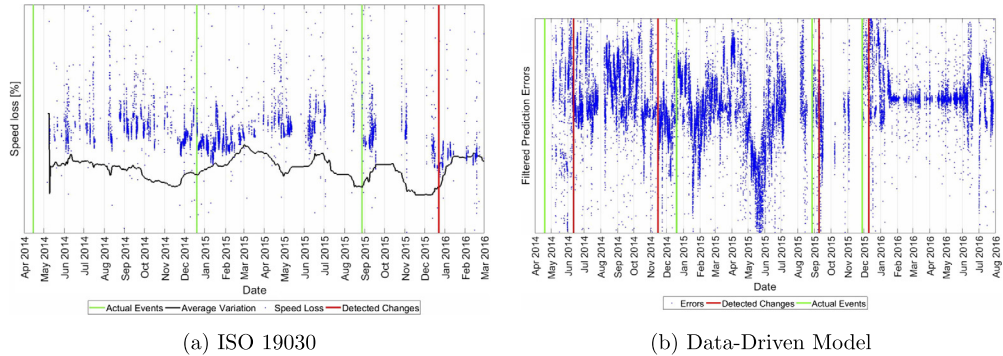 Speed loss [%]
Apr 2014
May 2014
Jun 2014
Jul 2014
Aug 2014
Sep 2014
Oct 2014
Nov 2014
Dec 2014
Jan 2015
Feb 2015
Mar 2015
Apr 2015
May 2015
Jun 2015
Jul 2015
Aug 2015
Sep 2015
Oct 2015
Nov 2015
Dec 2015
Jan 2016
Feb 2016
Mar 2016
Date
Actual Events Average Variation Speed Loss Detected Changes
(a) ISO 19030
Filtered Prediction Errors
Apr 2014
May 2014
Jun 2014
Jul 2014
Aug 2014
Sep 2014
Oct 2014
Nov 2014
Dec 2014
Jan 2015
Feb 2015
Mar 2015
Apr 2015
May 2015
Jun 2015
Jul 2015
Aug 2015
Sep 2015
Oct 2015
Nov 2015
Dec 2015
Jan 2016
Feb 2016
Mar 2016
Apr 2016
May 2016
Jun 2016
Jul 2016
Aug 2016
Date
Errors Detected Changes Actual Events
(b) Data-Driven Model